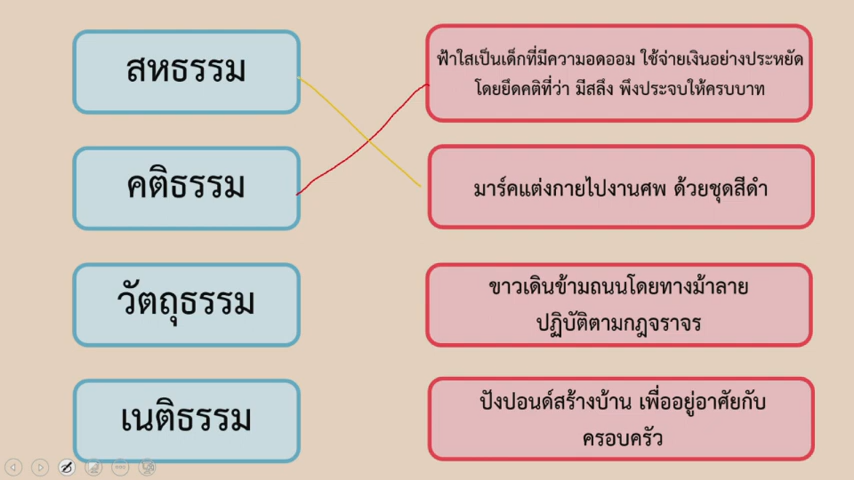 สหธรรม
ฟ้าใสเป็นเด็กที่มีความอดออม ใช้จ่ายเงินอย่างประหยัด
โดยยึดคติที่ว่า มีสลึง พึงประจบให้ครบบาท
คติธรรม
มาร์คแต่งกายไปงานศพ ด้วยชุดสีดำ
วัตถุธรรม
ขาวเดินข้ามถนนโดยทางม้าลาย
ปฏิบัติตามกฎจราจร
เนติธรรม
ปังปอนด์สร้างบ้าน เพื่ออยู่อาศัยกับ
ครอบครัว